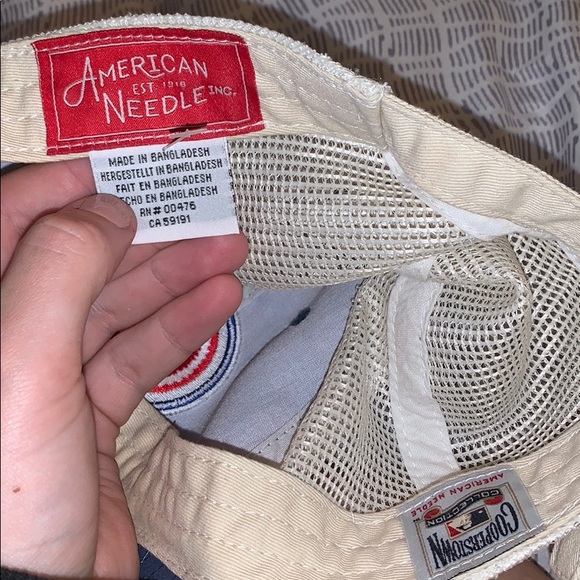 AMERICAN
EST 1918
NEEDLE INC.
MADE IN BANGLADESH
HERGESTELLT IN BANGLADESH
FAIT EN BANGLADESH
ECHO EN BANGLADESH
RN# 00476
CA 59191
AMERICAN NEEDLE
COLLECTION
COOPERSTOWN